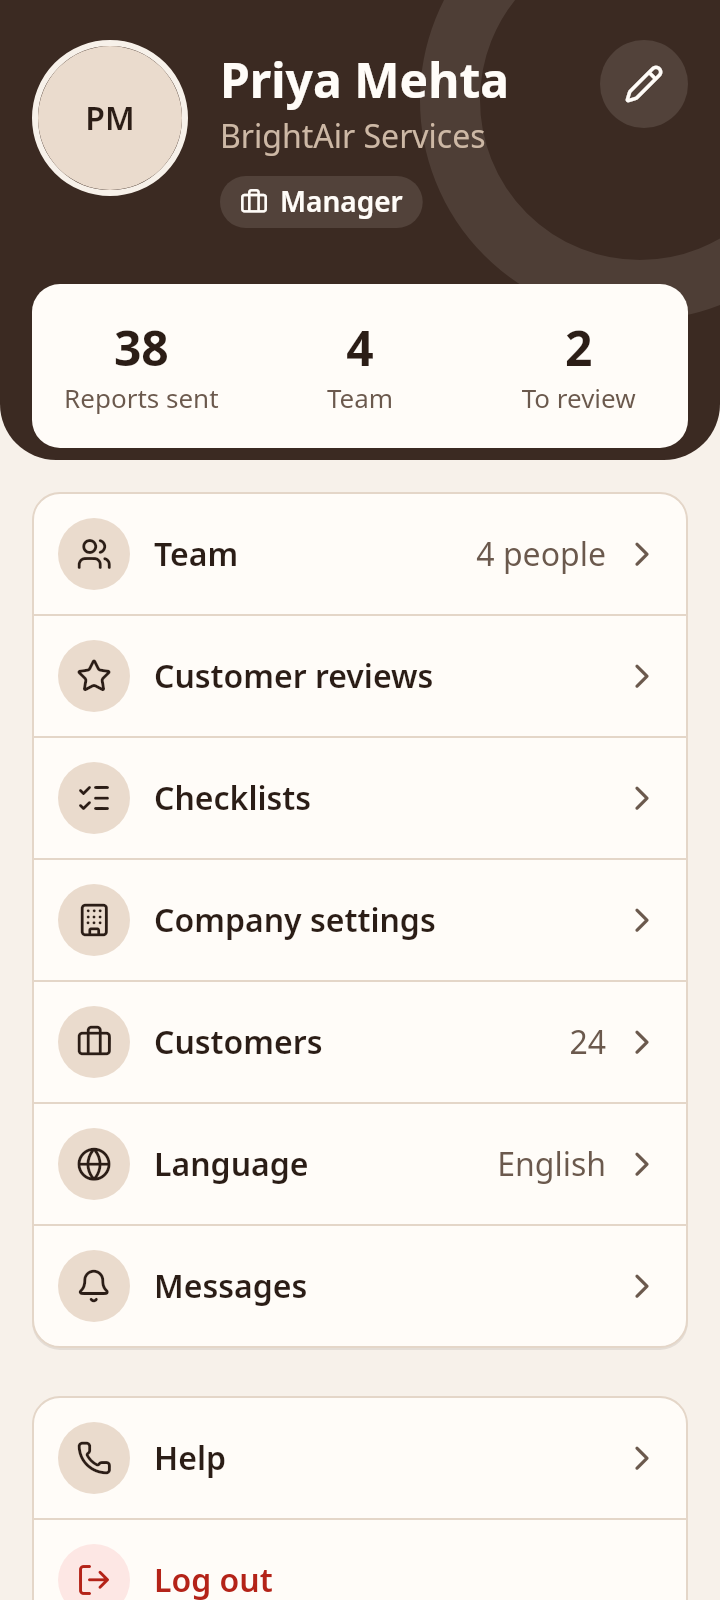 PM
Priya Mehta
BrightAir Services
Manager
38
Reports sent
4
Team
2
To review
Team
4 people
Customer reviews
Checklists
Company settings
Customers
24
Language
English
Messages
Help
Log out